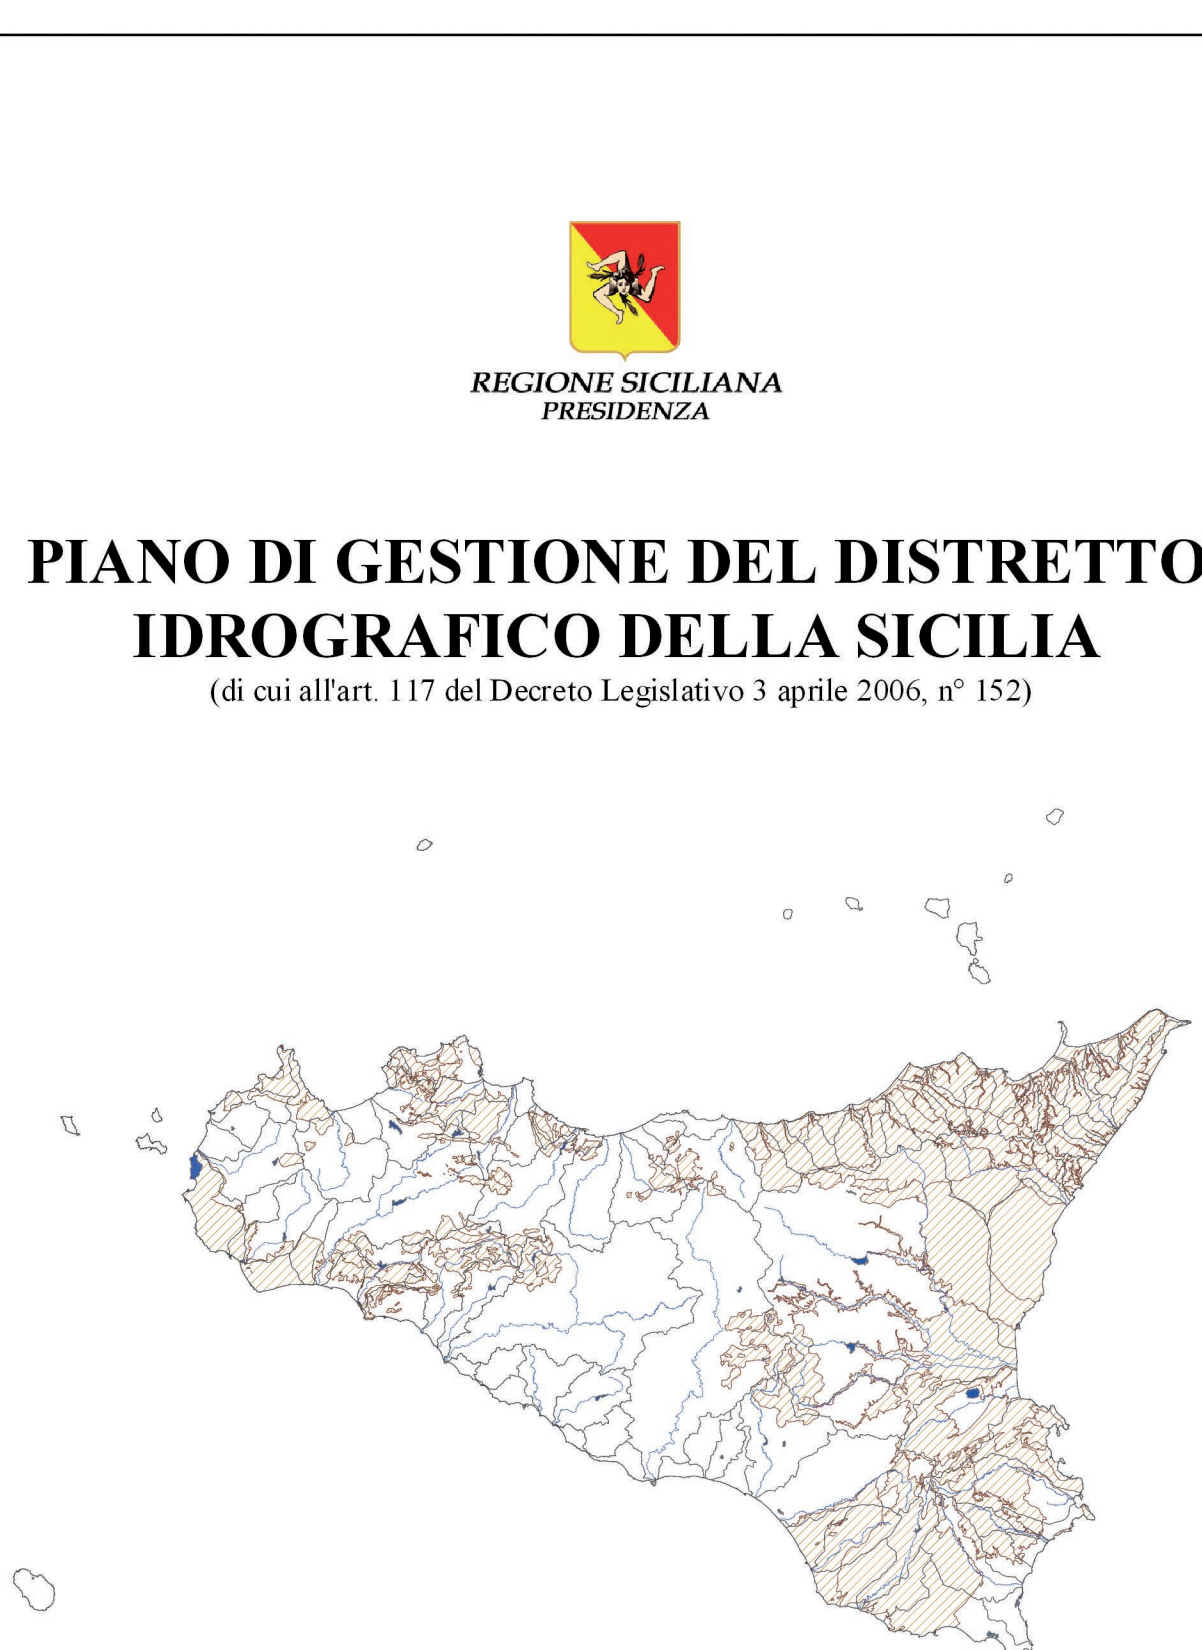 REGIONE SICILIANA
PRESIDENZA
PIANO DI GESTIONE DEL DISTRETTO
IDROGRAFICO DELLA SICILIA
(di cui all'art. 117 del Decreto Legislativo 3 aprile 2006, n° 152)